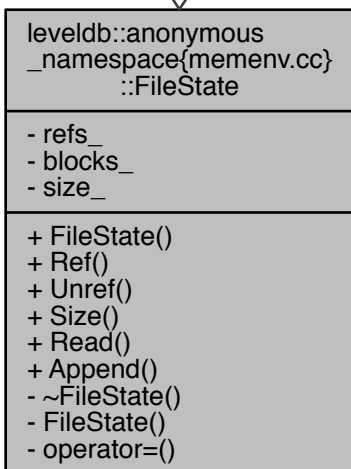 leveldb::anonymous
_namespace{memenv.cc}
::FileState
- refs_
- blocks_
- size_
+ FileState()
+ Ref()
+ Unref()
+ Size()
+ Read()
+ Append()
- ~FileState()
- FileState()
- operator=()